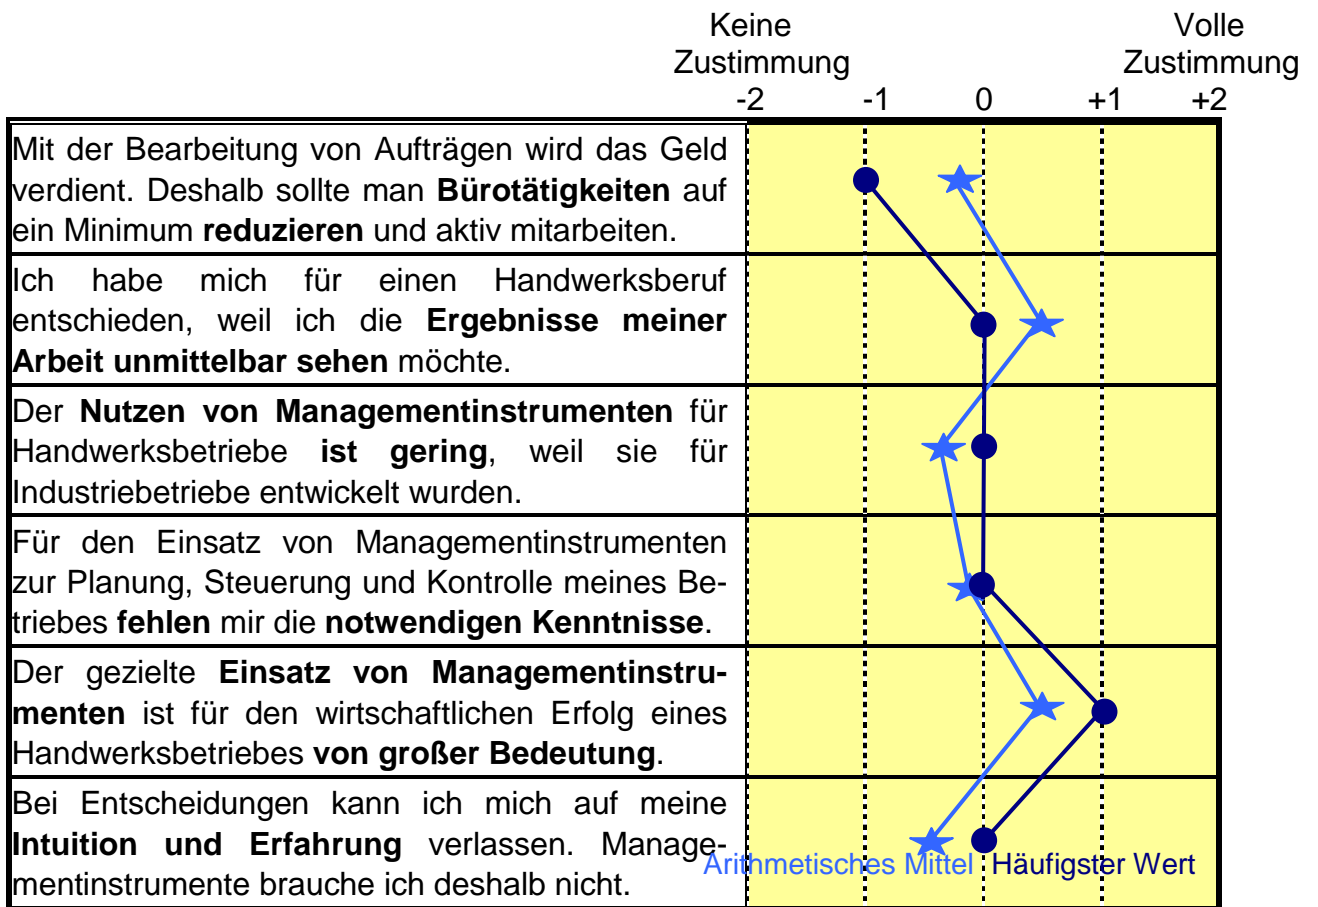 Keine Zustimmung
Volle Zustimmung
-2 -1 0 +1 +2
Mit der Bearbeitung von Aufträgen wird das Geld
verdient. Deshalb sollte man Bürotätigkeiten auf
ein Minimum reduzieren und aktiv mitarbeiten.
Ich habe mich für einen Handwerksberuf
entschieden, weil ich die Ergebnisse meiner
Arbeit unmittelbar sehen möchte.
Der Nutzen von Managementinstrumenten für
Handwerksbetriebe ist gering, weil sie für
Industriebetriebe entwickelt wurden.
Für den Einsatz von Managementinstrumenten
zur Planung, Steuerung und Kontrolle meines Be-
triebes fehlen mir die notwendigen Kenntnisse.
Der gezielte Einsatz von Managementinstru-
menten ist für den wirtschaftlichen Erfolg eines
Handwerksbetriebes von großer Bedeutung.
Bei Entscheidungen kann ich mich auf meine
Intuition und Erfahrung verlassen. Manage-
mentinstrumente brauche ich deshalb nicht.
Arithmetisches Mittel
Häufigster Wert